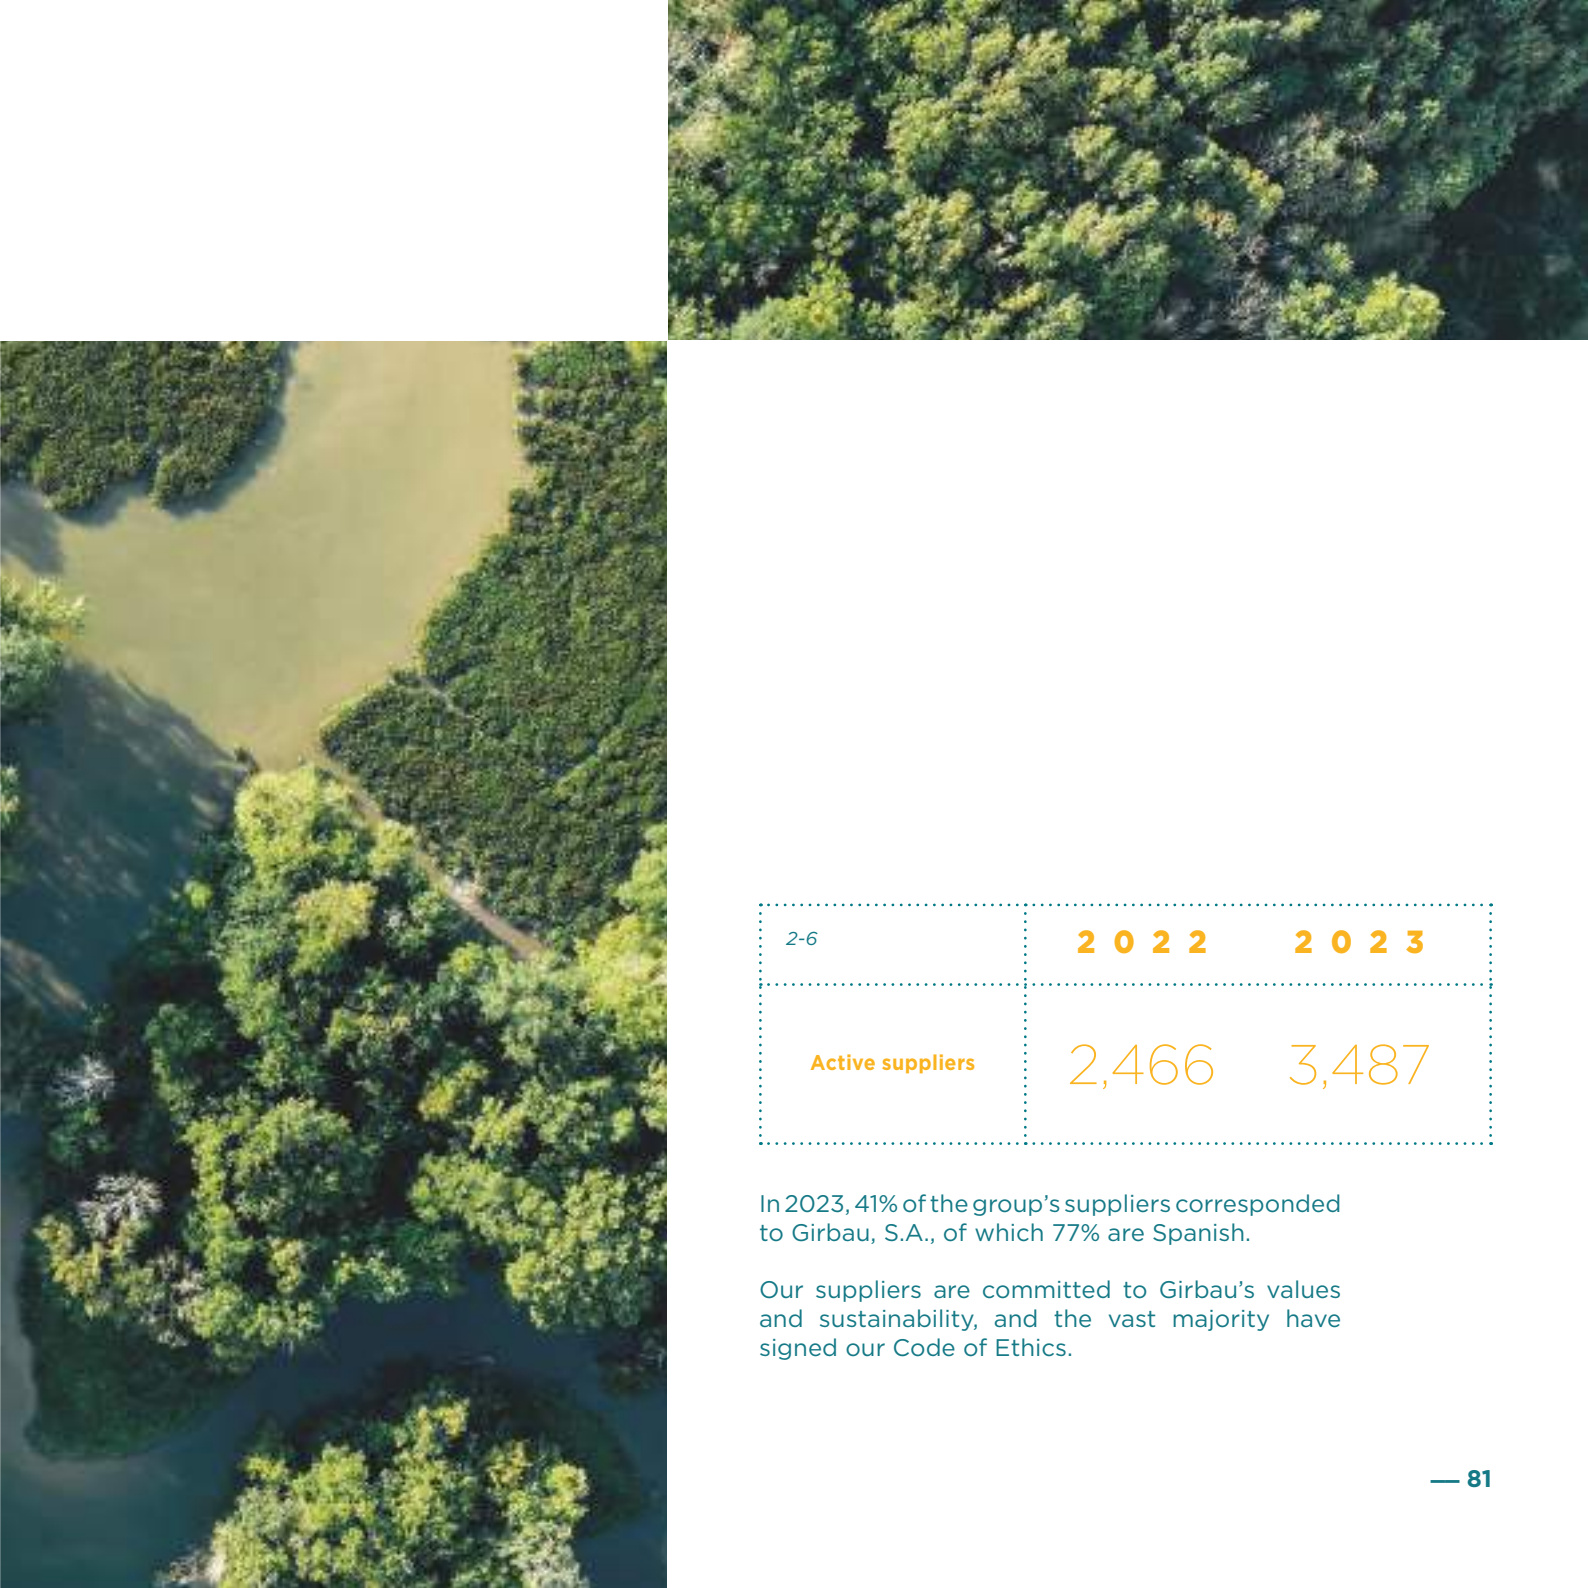 2-6
2022 2023
Active suppliers 2,466 3,487
In 2023, 41% of the group’s suppliers corresponded
to Girbau, S.A., of which 77% are Spanish.
Our suppliers are committed to Girbau’s values
and sustainability, and the vast majority have
signed our Code of Ethics.
— 81